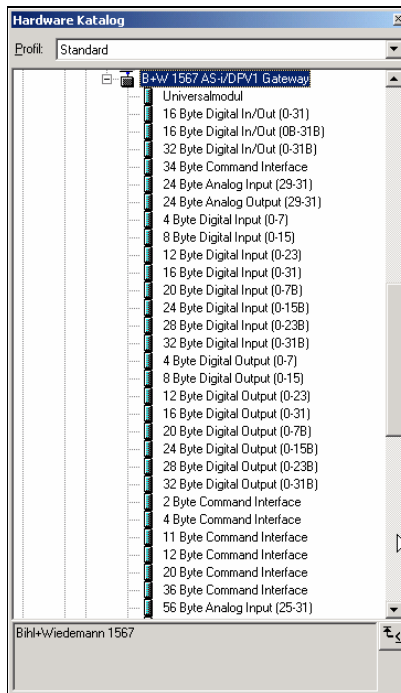 Hardware Katalog
Profil: Standard
B+W 1567 AS-i/DPV1 Gateway
Universalmodul
16 Byte Digital In/Out (0-31)
16 Byte Digital In/Out (0B-31B)
32 Byte Digital In/Out (0-31B)
34 Byte Command Interface
24 Byte Analog Input (29-31)
24 Byte Analog Output (29-31)
4 Byte Digital Input (0-7)
8 Byte Digital Input (0-15)
12 Byte Digital Input (0-23)
16 Byte Digital Input (0-31)
20 Byte Digital Input (0-7B)
24 Byte Digital Input (0-15B)
28 Byte Digital Input (0-23B)
32 Byte Digital Input (0-31B)
4 Byte Digital Output (0-7)
8 Byte Digital Output (0-15)
12 Byte Digital Output (0-23)
16 Byte Digital Output (0-31)
20 Byte Digital Output (0-7B)
24 Byte Digital Output (0-15B)
28 Byte Digital Output (0-23B)
32 Byte Digital Output (0-31B)
2 Byte Command Interface
4 Byte Command Interface
11 Byte Command Interface
12 Byte Command Interface
20 Byte Command Interface
36 Byte Command Interface
56 Byte Analog Input (25-31)
Bihl+Wiedemann 1567